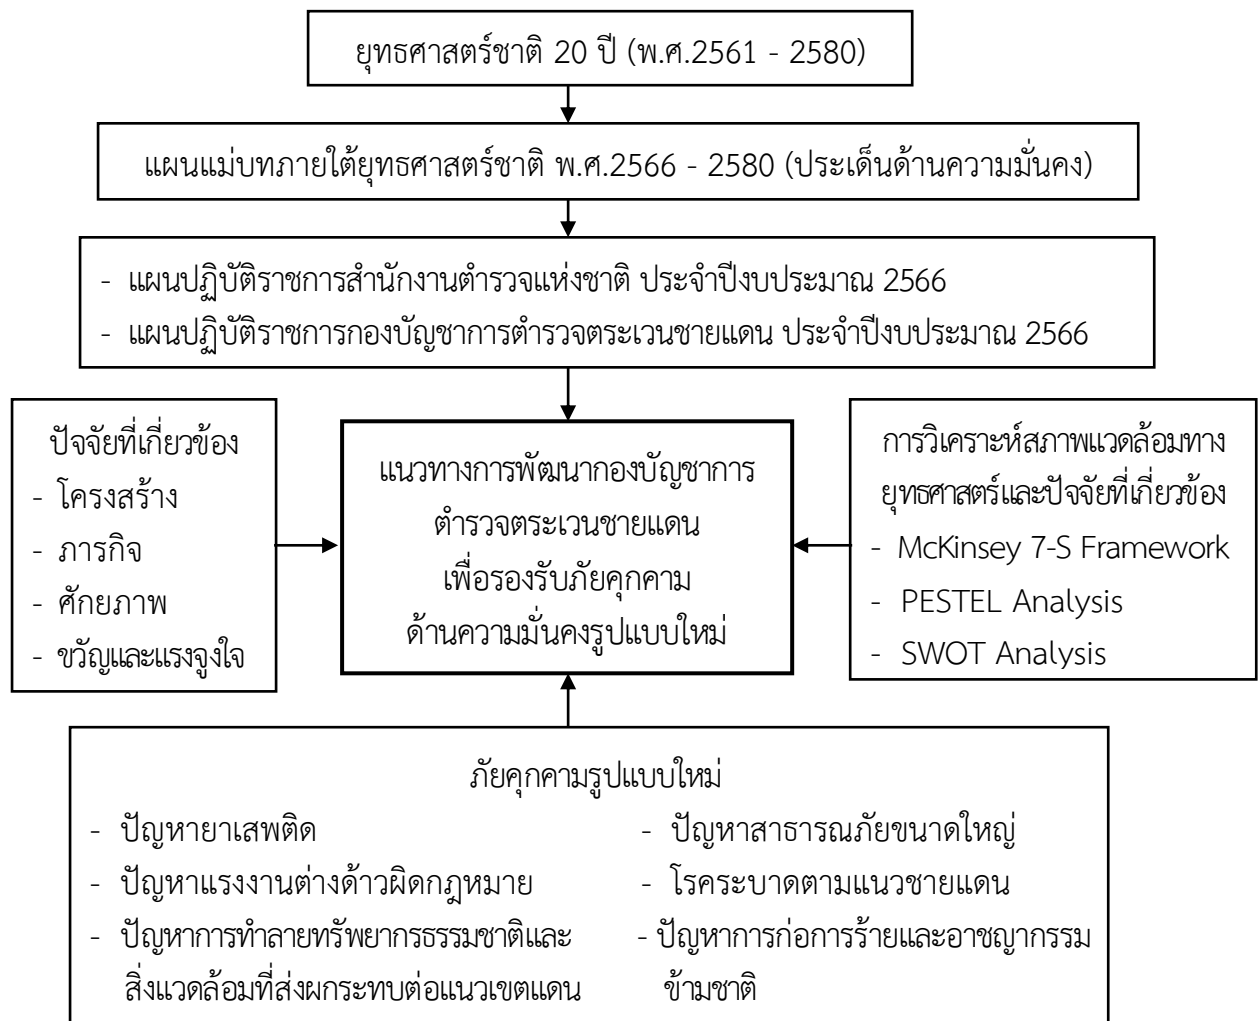 ยุทธศาสตร์ชาติ 20 ปี (พ.ศ.2561 - 2580)
แผนแม่บทภายใต้ยุทธศาสตร์ชาติ พ.ศ.2566 - 2580 (ประเด็นด้านความมั่นคง)
- แผนปฏิบัติราชการสำนักงานตำรวจแห่งชาติ ประจำปีงบประมาณ 2566
- แผนปฏิบัติราชการกองบัญชาการตำรวจตระเวนชายแดน ประจำปีงบประมาณ 2566
ปัจจัยที่เกี่ยวข้อง
- โครงสร้าง
- ภารกิจ
- ศักยภาพ
- ขวัญและแรงจูงใจ
แนวทางการพัฒนากองบัญชาการ
ตำรวจตระเวนชายแดน
เพื่อรองรับภัยคุกคาม
ด้านความมั่นคงรูปแบบใหม่
การวิเคราะห์สภาพแวดล้อมทาง
ยุทธศาสตร์และปัจจัยที่เกี่ยวข้อง
- McKinsey 7-S Framework
- PESTEL Analysis
- SWOT Analysis
ภัยคุกคามรูปแบบใหม่
- ปัญหายาเสพติด
- ปัญหาแรงงานต่างด้าวผิดกฎหมาย
- ปัญหาการทำลายทรัพยากรธรรมชาติและ
สิ่งแวดล้อมที่ส่งผกระทบต่อแนวเขตแดน
- ปัญหาสาธารณภัยขนาดใหญ่
- โรคระบาดตามแนวชายแดน
- ปัญหาการก่อการร้ายและอาชญากรรม
ข้ามชาติ